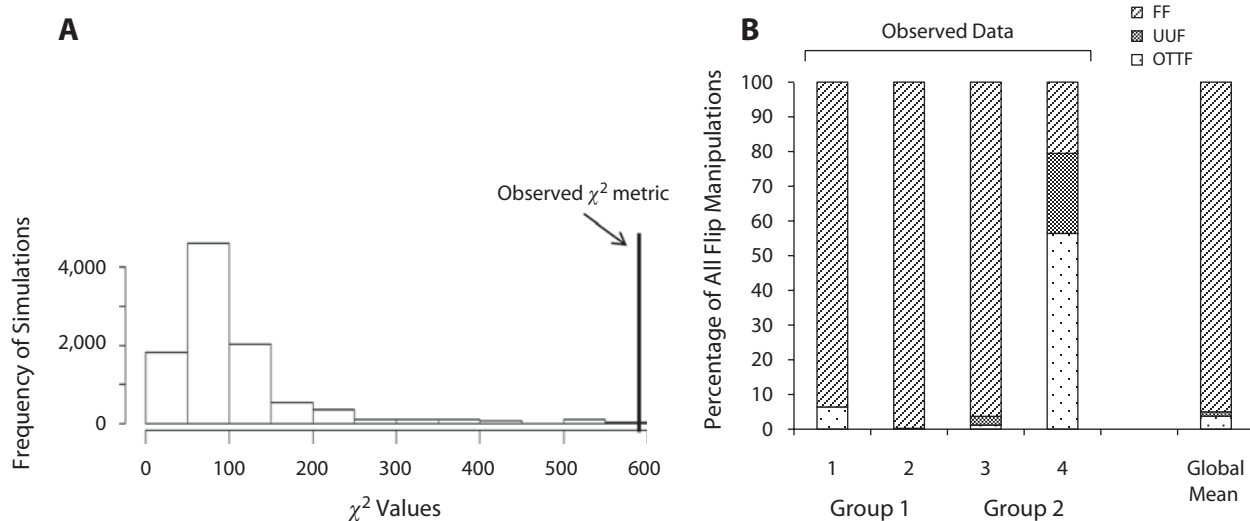 A
Observed χ² metric
Frequency of Simulations
4,000
2,000
0
0 100 200 300 400 500 600
χ² Values
B
FF
UUF
OTTF
Observed Data
Percentage of All Flip Manipulations
100
90
80
70
60
50
40
30
20
10
0
1 2 3 4 Global
Mean
Group 1 Group 2